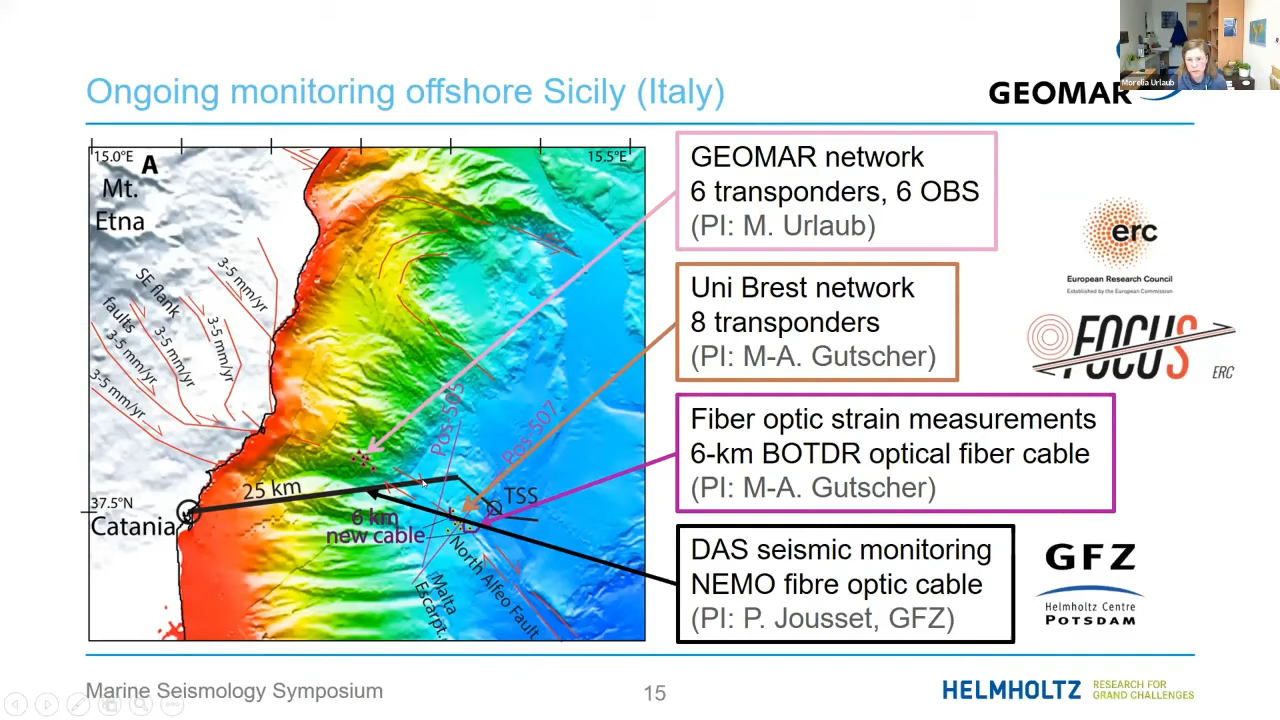 Morelia Urlaub
Ongoing monitoring offshore Sicily (Italy)
GEOMAR
15.0°E
A
15.5°E
Mt.
Etna
SE flank
faults
3-5 mm/yr
3-5 mm/yr
3-5 mm/yr
3-5 mm/yr
3-5 mm/yr
Pos-505
Pos-507
37.5°N
Catania
25 km
TSS
6 km
new cable
North Alfeo Fault
Malta
Escarpt.
GEOMAR network
6 transponders, 6 OBS
(PI: M. Urlaub)
Uni Brest network
8 transponders
(PI: M-A. Gutscher)
Fiber optic strain measurements
6-km BOTDR optical fiber cable
(PI: M-A. Gutscher)
DAS seismic monitoring
NEMO fibre optic cable
(PI: P. Jousset, GFZ)
erc
European Research Council
Established by the European Commission
FOCUS
ERC
GFZ
Helmholtz Centre
POTSDAM
Marine Seismology Symposium
15
HELMHOLTZ
RESEARCH FOR
GRAND CHALLENGES